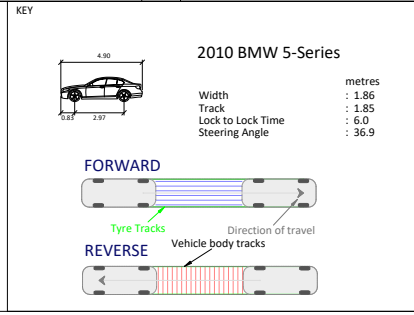 KEY
2010 BMW 5-Series
4.90
0.83 2.97
metres
Width : 1.86
Track : 1.85
Lock to Lock Time : 6.0
Steering Angle : 36.9
FORWARD
Tyre Tracks
Direction of travel
Vehicle body tracks
REVERSE